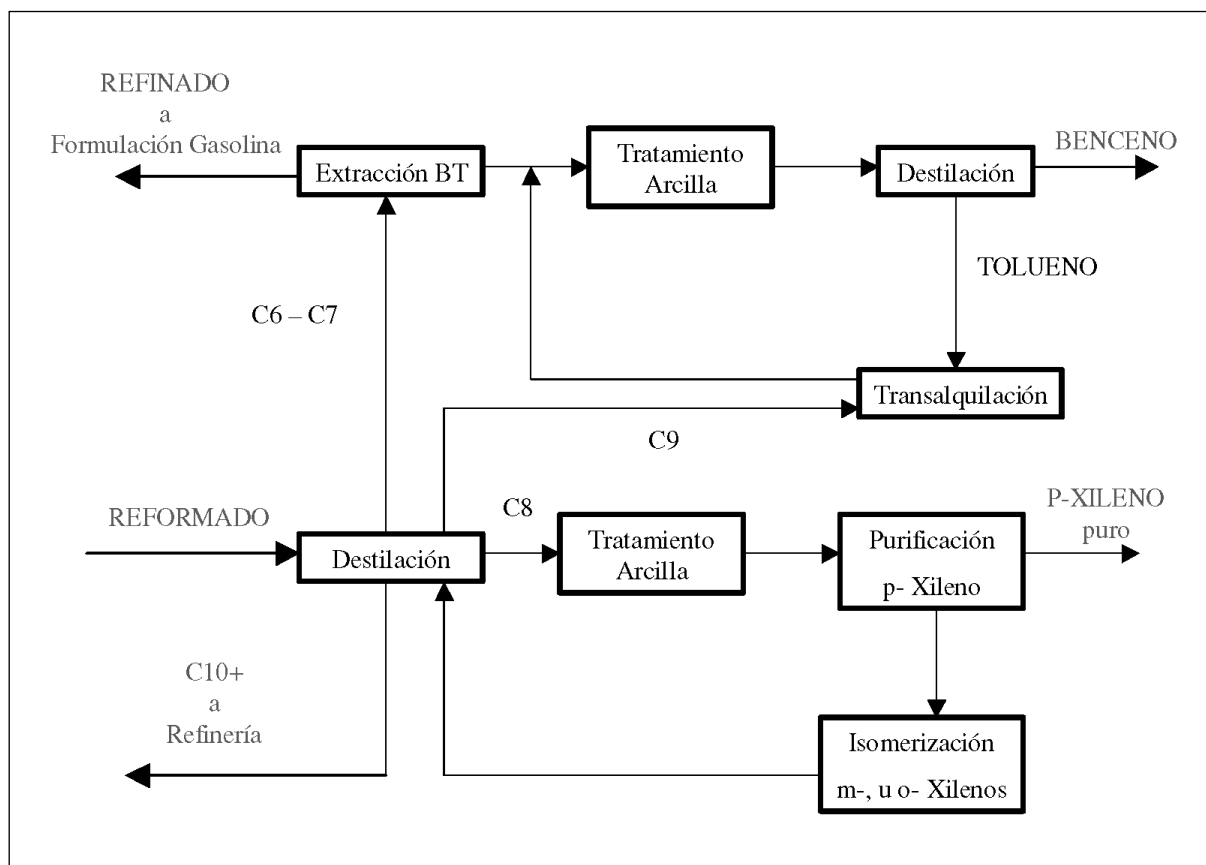 REFINADO
a
Formulación Gasolina
Extracción BT
Tratamiento
Arcilla
Destilación
BENCENO
TOLUENO
C6 – C7
Transalquilación
C9
REFORMADO
Destilación
C8
Tratamiento
Arcilla
Purificación
p- Xileno
P-XILENO
puro
C10+
a
Refinería
Isomerización
m-, u o- Xilenos